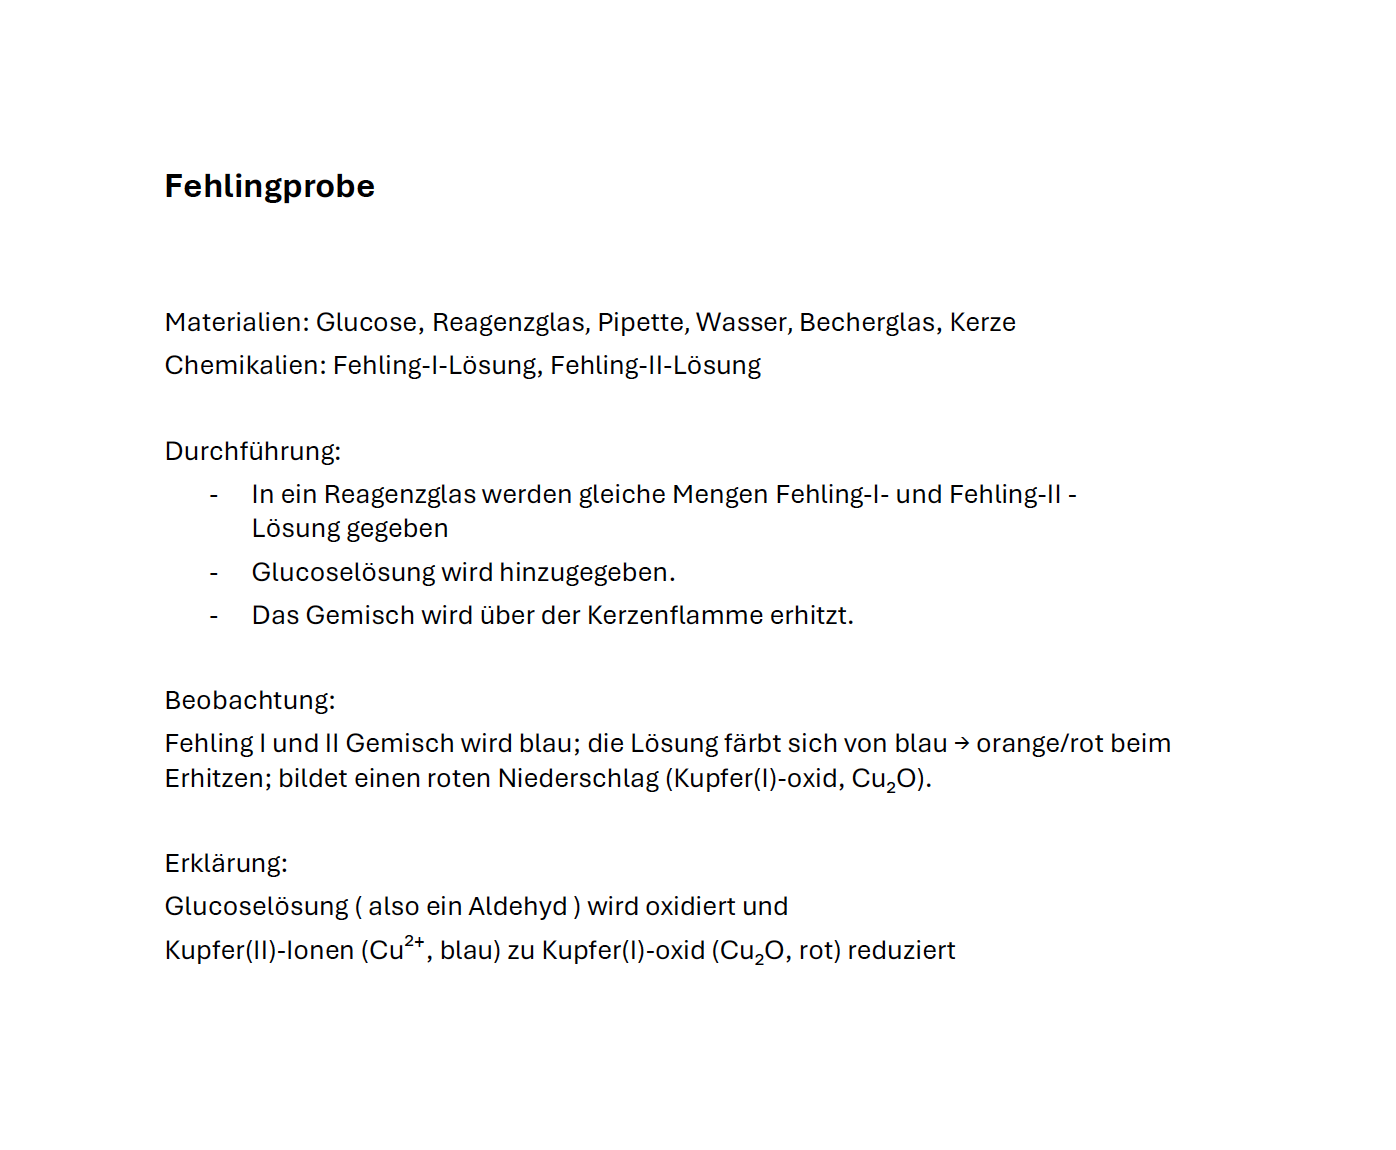 Fehlingprobe
Materialien: Glucose, Reagenzglas, Pipette, Wasser, Becherglas, Kerze
Chemikalien: Fehling-I-Lösung, Fehling-II-Lösung
Durchführung:
- In ein Reagenzglas werden gleiche Mengen Fehling-I- und Fehling-II -
Lösung gegeben
- Glucoselösung wird hinzugegeben.
- Das Gemisch wird über der Kerzenflamme erhitzt.
Beobachtung:
Fehling I und II Gemisch wird blau; die Lösung färbt sich von blau → orange/rot beim
Erhitzen; bildet einen roten Niederschlag (Kupfer(I)-oxid, Cu₂O).
Erklärung:
Glucoselösung ( also ein Aldehyd ) wird oxidiert und
Kupfer(II)-Ionen (Cu²⁺, blau) zu Kupfer(I)-oxid (Cu₂O, rot) reduziert